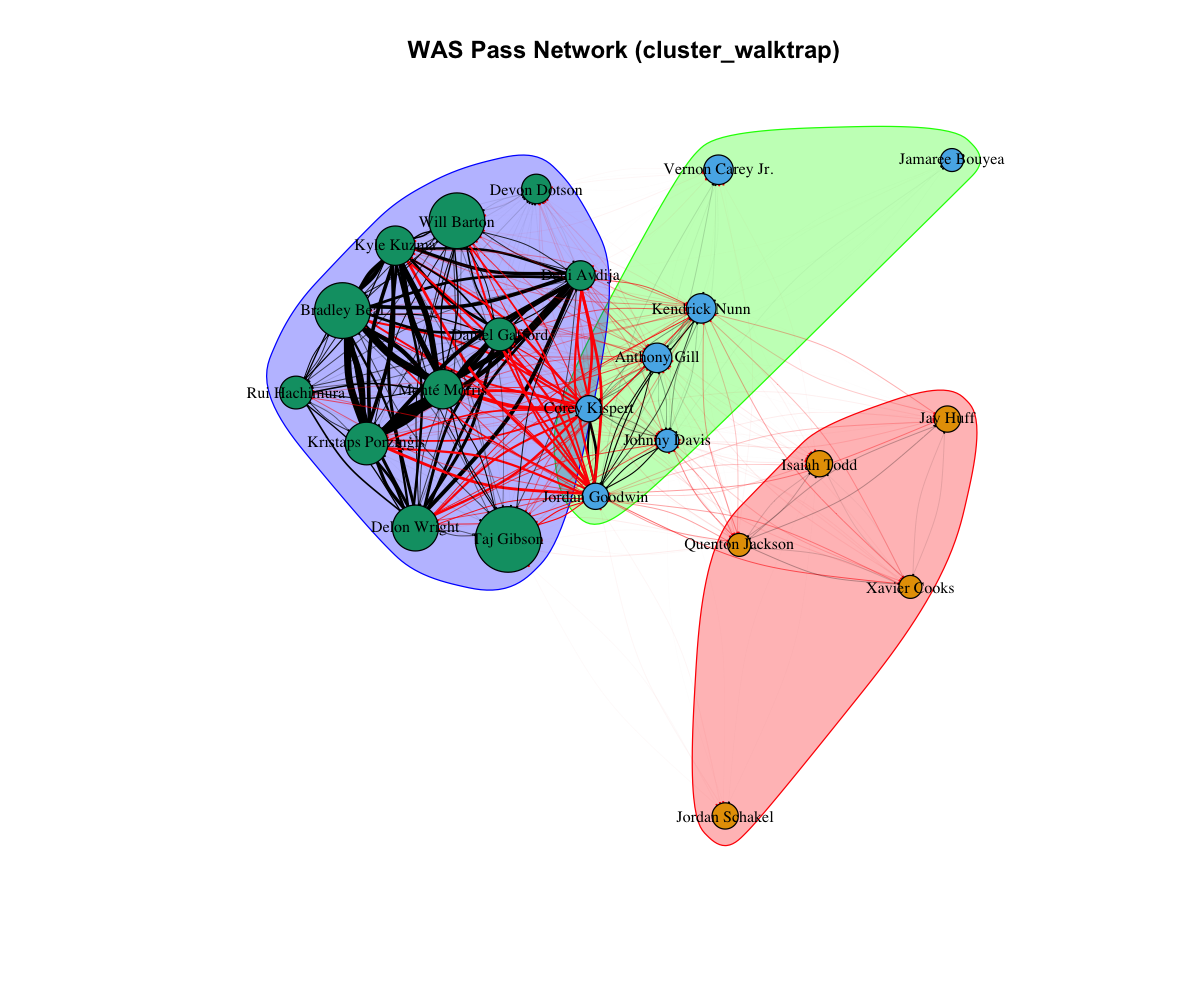 WAS Pass Network (cluster_walktrap)
Jamaree Bouyea
Vernon Carey Jr.
Devon Dotson
Will Barton
Kyle Kuzma
Deni Avdija
Bradley Beal
Kendrick Nunn
Daniel Gafford
Anthony Gill
Monté Morris
Rui Hachimura
Corey Kispert
Jay Huff
Johnny Davis
Kristaps Porzingis
Isaiah Todd
Jordan Goodwin
Delon Wright
Taj Gibson
Quenton Jackson
Xavier Cooks
Jordan Schakel